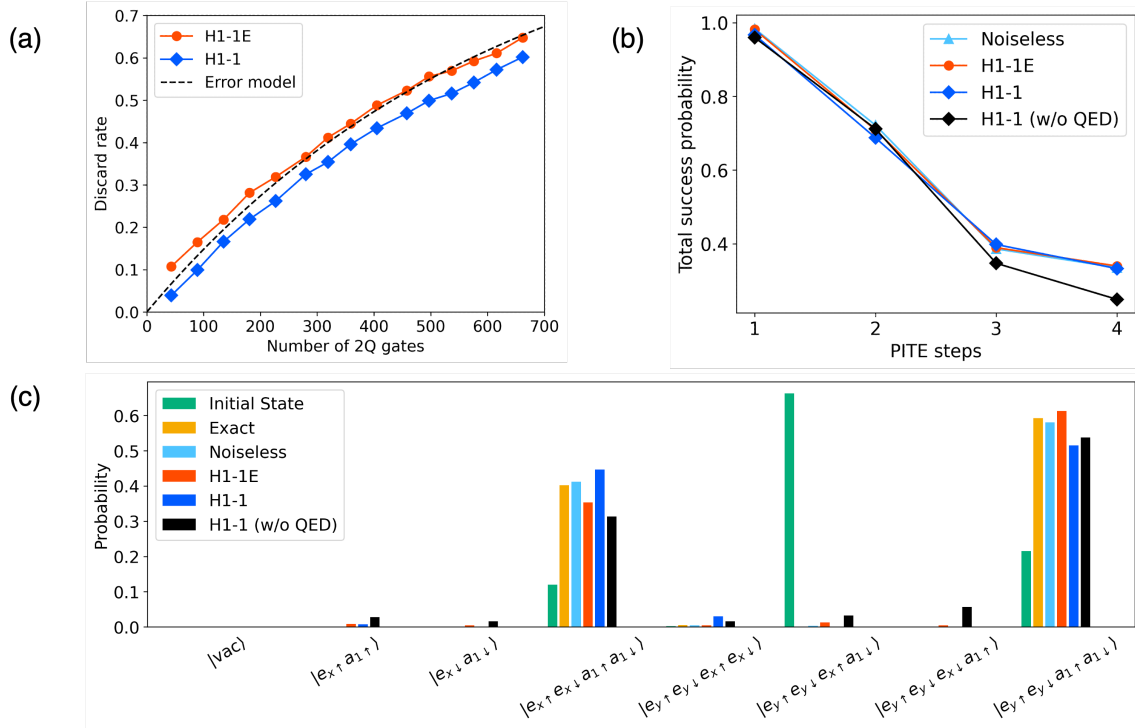 (a)
0.7
0.6
0.5
0.4
0.3
0.2
0.1
0.0
Discard rate
H1-1E
H1-1
Error model
0 100 200 300 400 500 600 700
Number of 2Q gates
(b)
1.0
0.8
0.6
0.4
Total success probability
Noiseless
H1-1E
H1-1
H1-1 (w/o QED)
1 2 3 4
PITE steps
(c)
0.6
0.5
0.4
0.3
0.2
0.1
0.0
Probability
Initial State
Exact
Noiseless
H1-1E
H1-1
H1-1 (w/o QED)
|vac⟩
|e_{x↑}a_{1↑}⟩
|e_{x↓}a_{1↓}⟩
|e_{x↑}e_{x↓}a_{1↑}a_{1↓}⟩
|e_{y↑}e_{y↓}e_{x↑}e_{x↓}⟩
|e_{y↑}e_{y↓}e_{x↑}a_{1↓}⟩
|e_{y↑}e_{y↓}e_{x↓}a_{1↑}⟩
|e_{y↑}e_{y↓}a_{1↑}a_{1↓}⟩